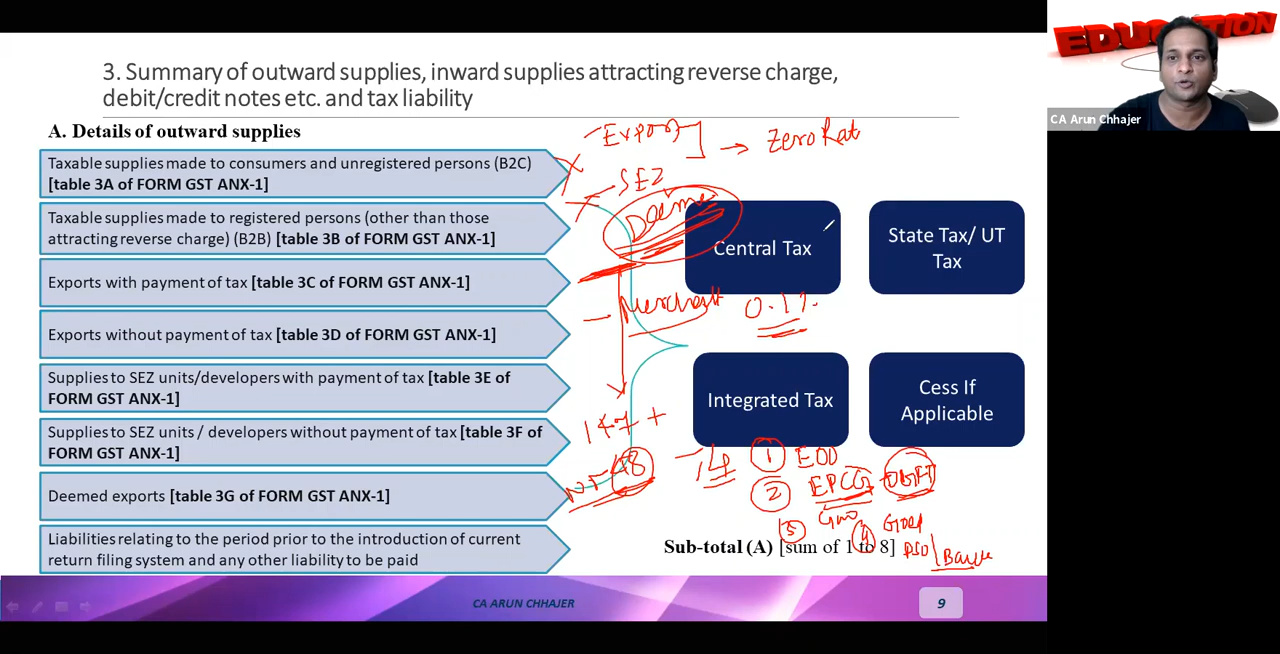 3. Summary of outward supplies, inward supplies attracting reverse charge,
debit/credit notes etc. and tax liability
A. Details of outward supplies
Taxable supplies made to consumers and unregistered persons (B2C)
[table 3A of FORM GST ANX-1]
Taxable supplies made to registered persons (other than those
attracting reverse charge) (B2B) [table 3B of FORM GST ANX-1]
Exports with payment of tax [table 3C of FORM GST ANX-1]
Exports without payment of tax [table 3D of FORM GST ANX-1]
Supplies to SEZ units/developers with payment of tax [table 3E of
FORM GST ANX-1]
Supplies to SEZ units / developers without payment of tax [table 3F of
FORM GST ANX-1]
Deemed exports [table 3G of FORM GST ANX-1]
Liabilities relating to the period prior to the introduction of current
return filing system and any other liability to be paid
Export
Zero Rat
SEZ
Deem
0.1%
147 +
48
1 EOU
2 EPCG
Central Tax
State Tax/ UT
Tax
Integrated Tax
Cess If
Applicable
Sub-total (A) [sum of 1 to 8]
CA ARUN CHHAJER
9
EDUCATION
CA Arun Chhajer